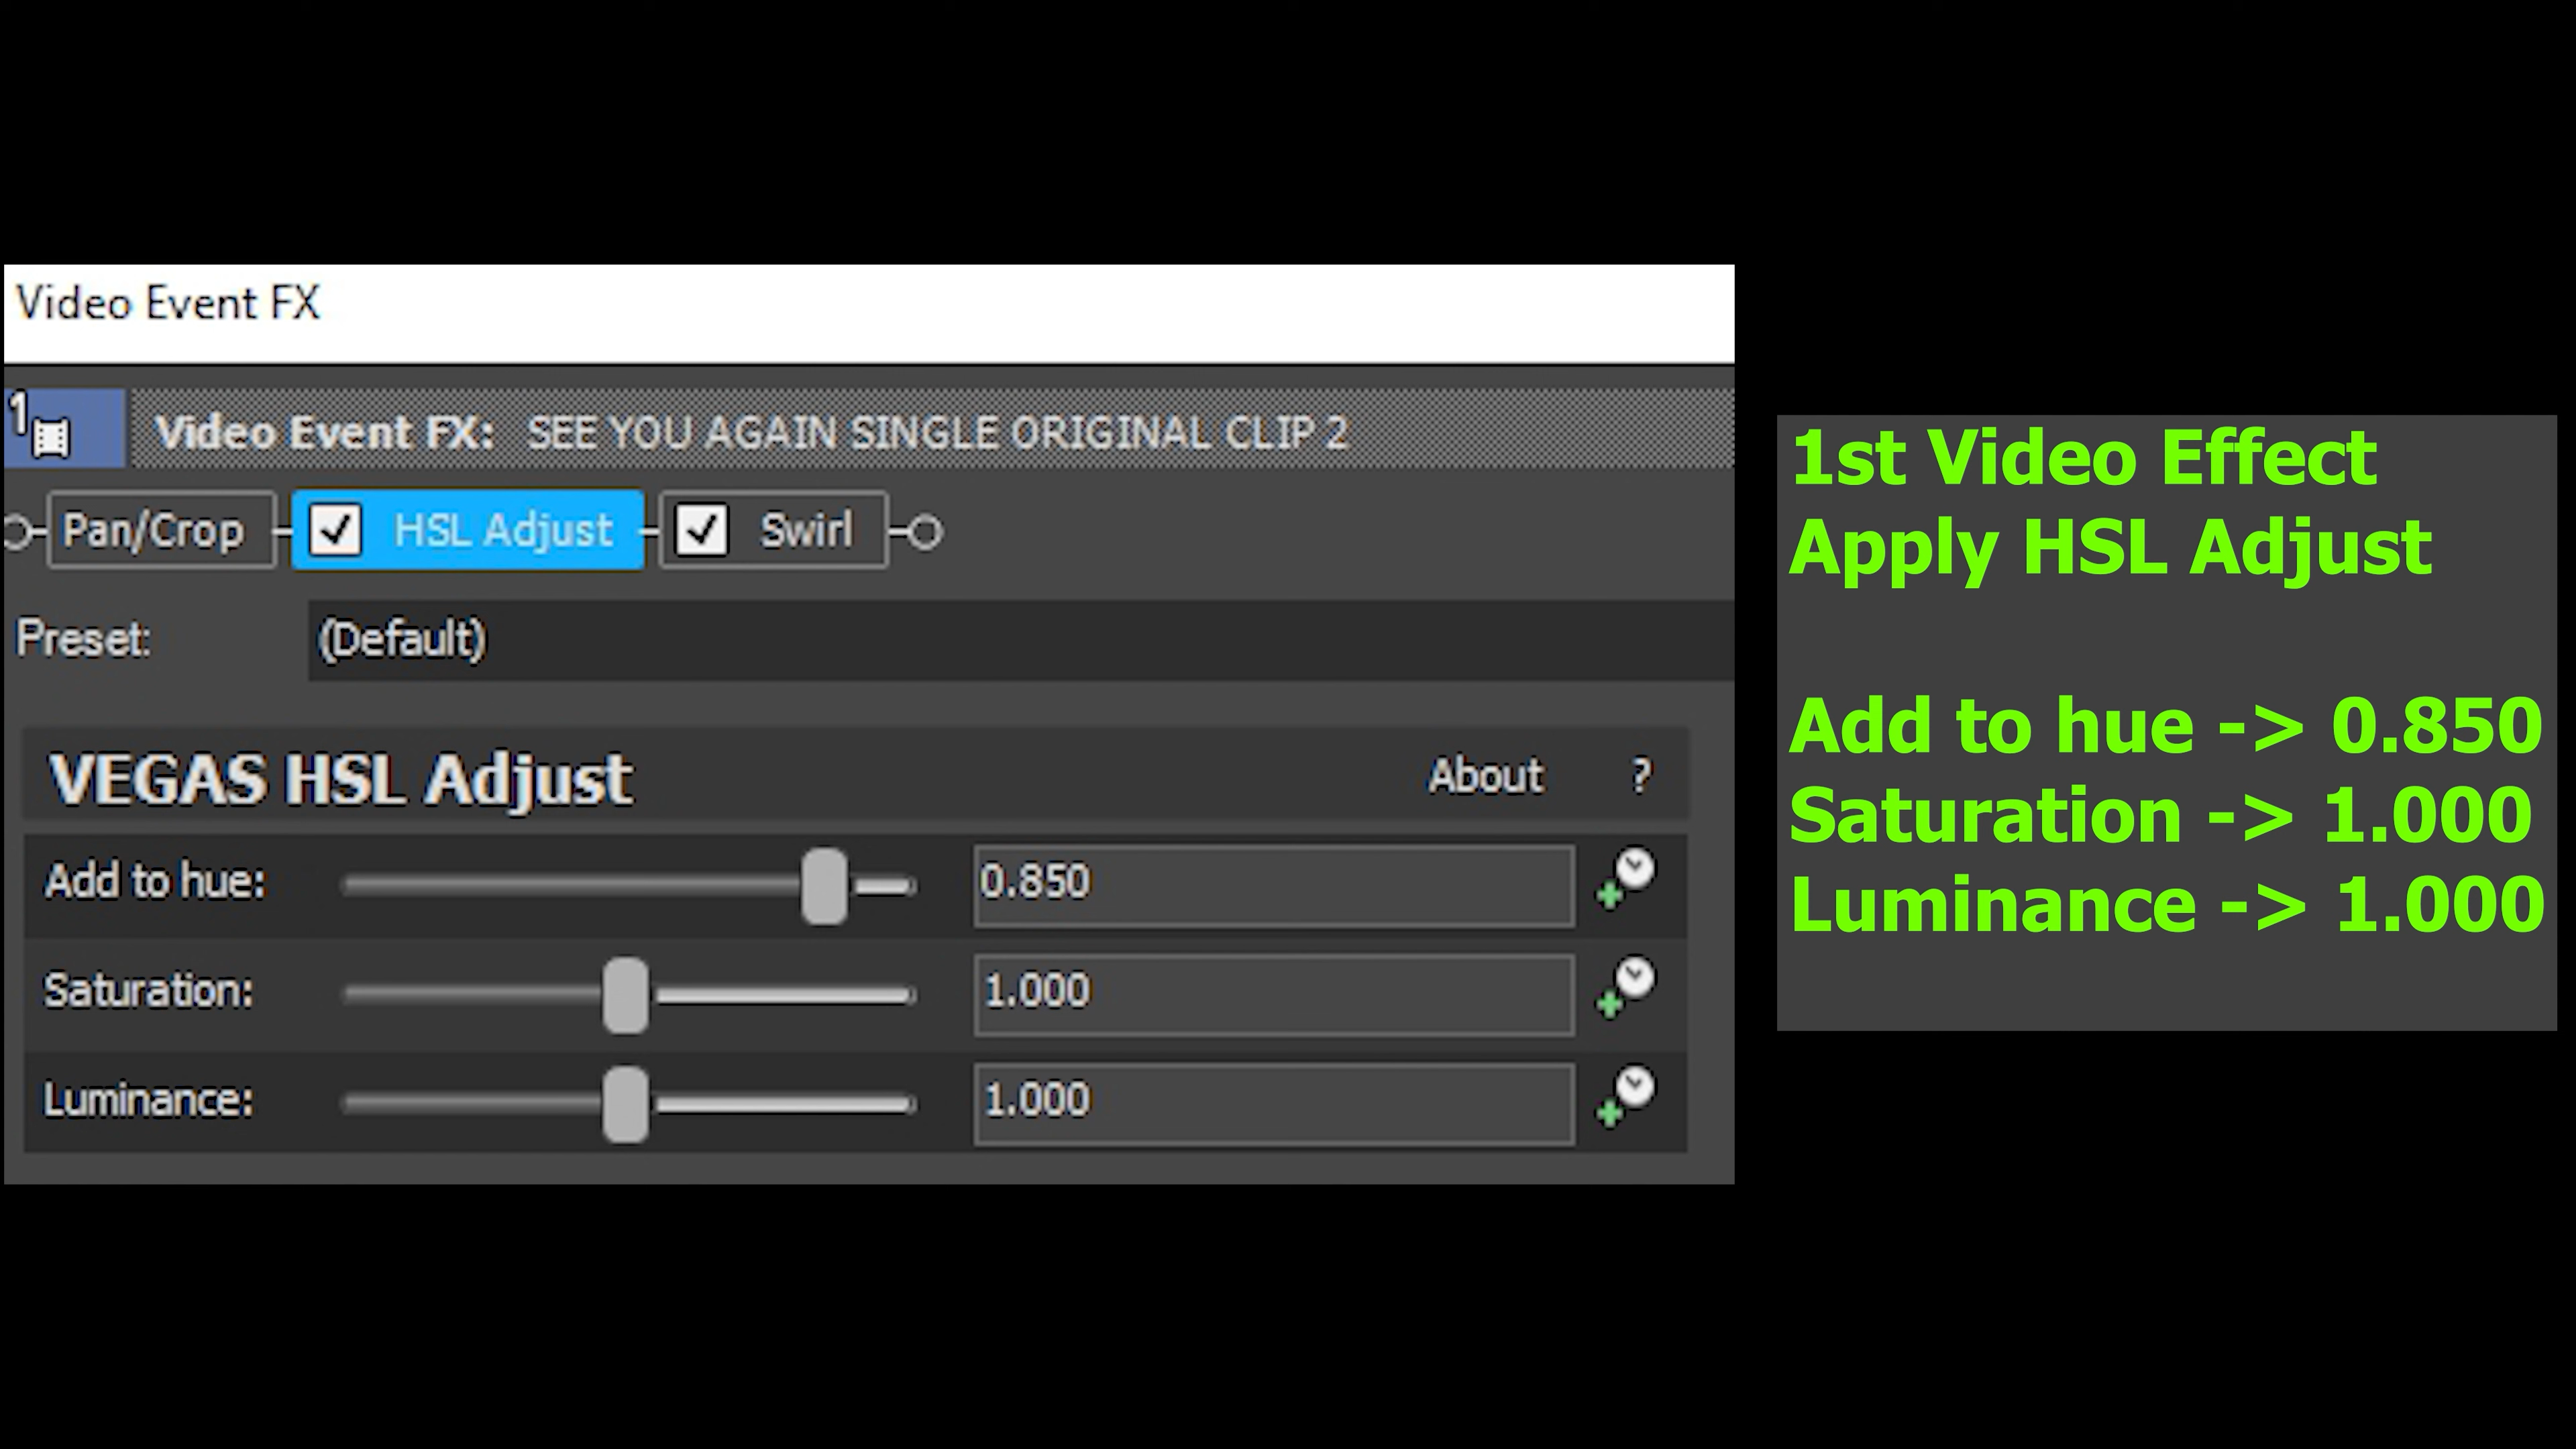 Video Event FX
1
Video Event FX: SEE YOU AGAIN SINGLE ORIGINAL CLIP 2
Pan/Crop HSL Adjust Swirl
Preset: (Default)
VEGAS HSL Adjust About ?
Add to hue: 0.850
Saturation: 1.000
Luminance: 1.000
1st Video Effect
Apply HSL Adjust
Add to hue -> 0.850
Saturation -> 1.000
Luminance -> 1.000